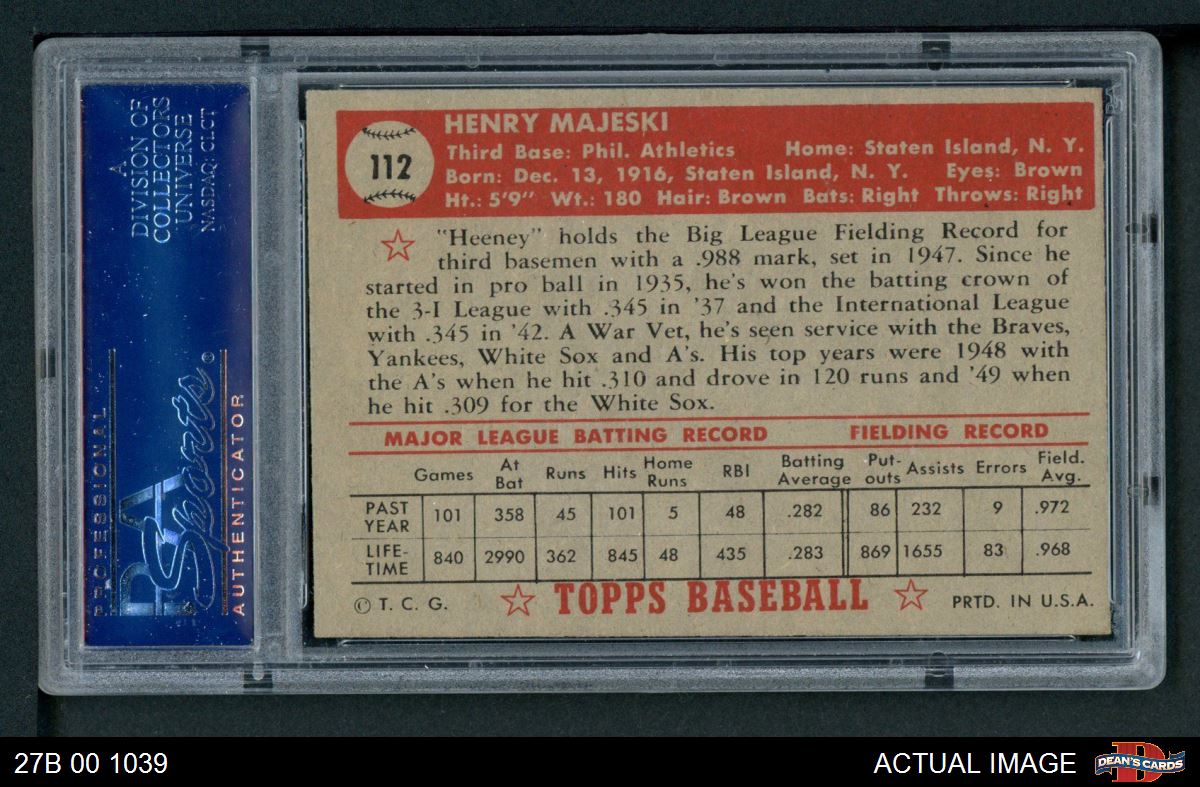 A
DIVISION OF
COLLECTORS
UNIVERSE
NASDAQ: CLCT
PROFESSIONAL
PSA
Sports®
AUTHENTICATOR
112
HENRY MAJESKI
Third Base: Phil. Athletics Home: Staten Island, N. Y.
Born: Dec. 13, 1916, Staten Island, N. Y. Eyes: Brown
Ht.: 5'9" Wt.: 180 Hair: Brown Bats: Right Throws: Right
"Heeney" holds the Big League Fielding Record for
third basemen with a .988 mark, set in 1947. Since he
started in pro ball in 1935, he's won the batting crown of
the 3-I League with .345 in '37 and the International League
with .345 in '42. A War Vet, he's seen service with the Braves,
Yankees, White Sox and A's. His top years were 1948 with
the A's when he hit .310 and drove in 120 runs and '49 when
he hit .309 for the White Sox.
MAJOR LEAGUE BATTING RECORD FIELDING RECORD
Games At Bat Runs Hits Home Runs RBI Batting Average Put-outs Assists Errors Field. Avg.
PAST YEAR 101 358 45 101 5 48 .282 86 232 9 .972
LIFE-TIME 840 2990 362 845 48 435 .283 869 1655 83 .968
© T. C. G. TOPPS BASEBALL PRTD. IN U.S.A.
27B 00 1039
ACTUAL IMAGE
DEAN'S CARDS